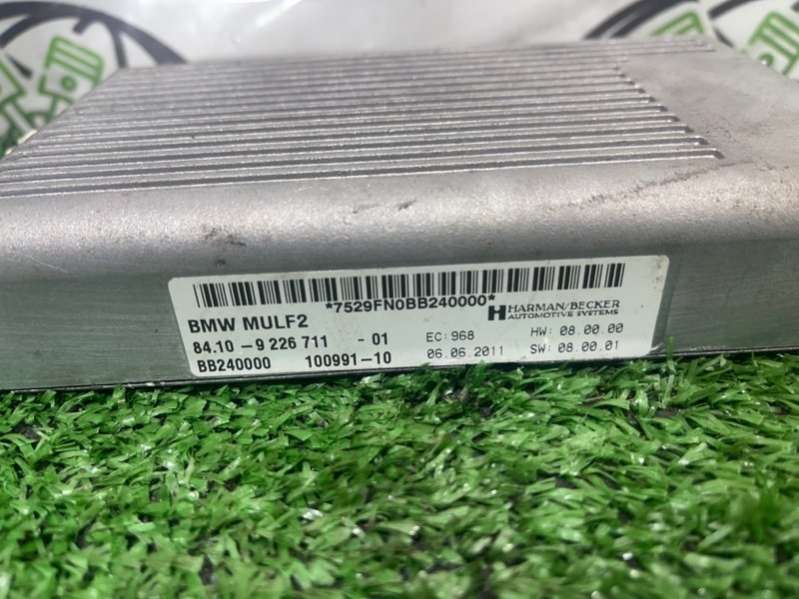 *7529FN0BB240000*
HARMAN/BECKER
AUTOMOTIVE SYSTEMS
BMW MULF2
84.10 - 9 226 711 - 01 EC: 968 HW: 08.00.00
BB240000 100991-10 06.06.2011 SW: 08.00.01